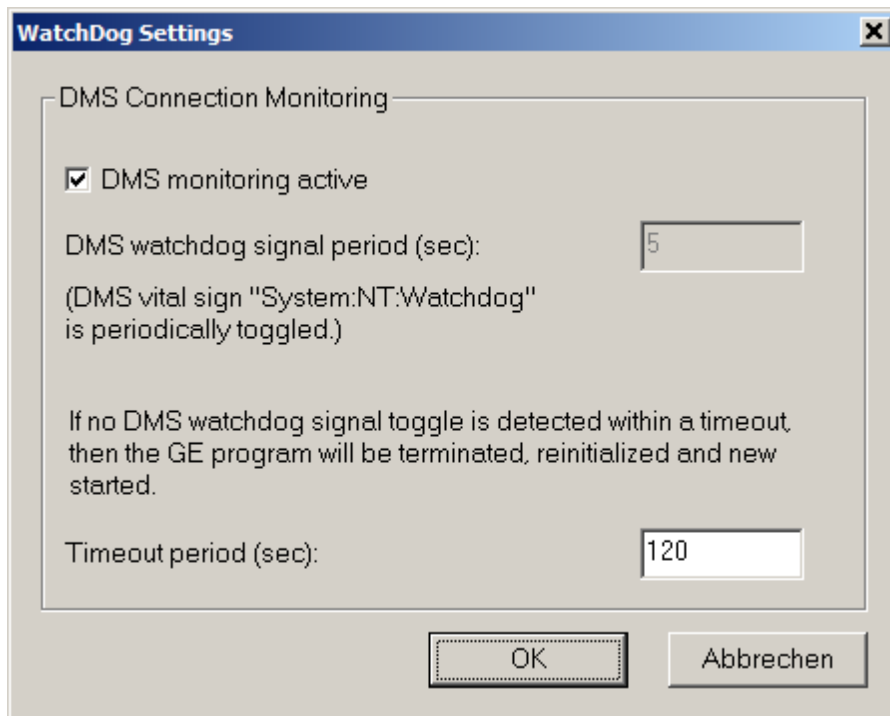 WatchDog Settings
DMS Connection Monitoring
DMS monitoring active
DMS watchdog signal period (sec):
5
(DMS vital sign "System:NT:Watchdog"
is periodically toggled.)
If no DMS watchdog signal toggle is detected within a timeout,
then the GE program will be terminated, reinitialized and new
started.
Timeout period (sec):
120
OK
Abbrechen